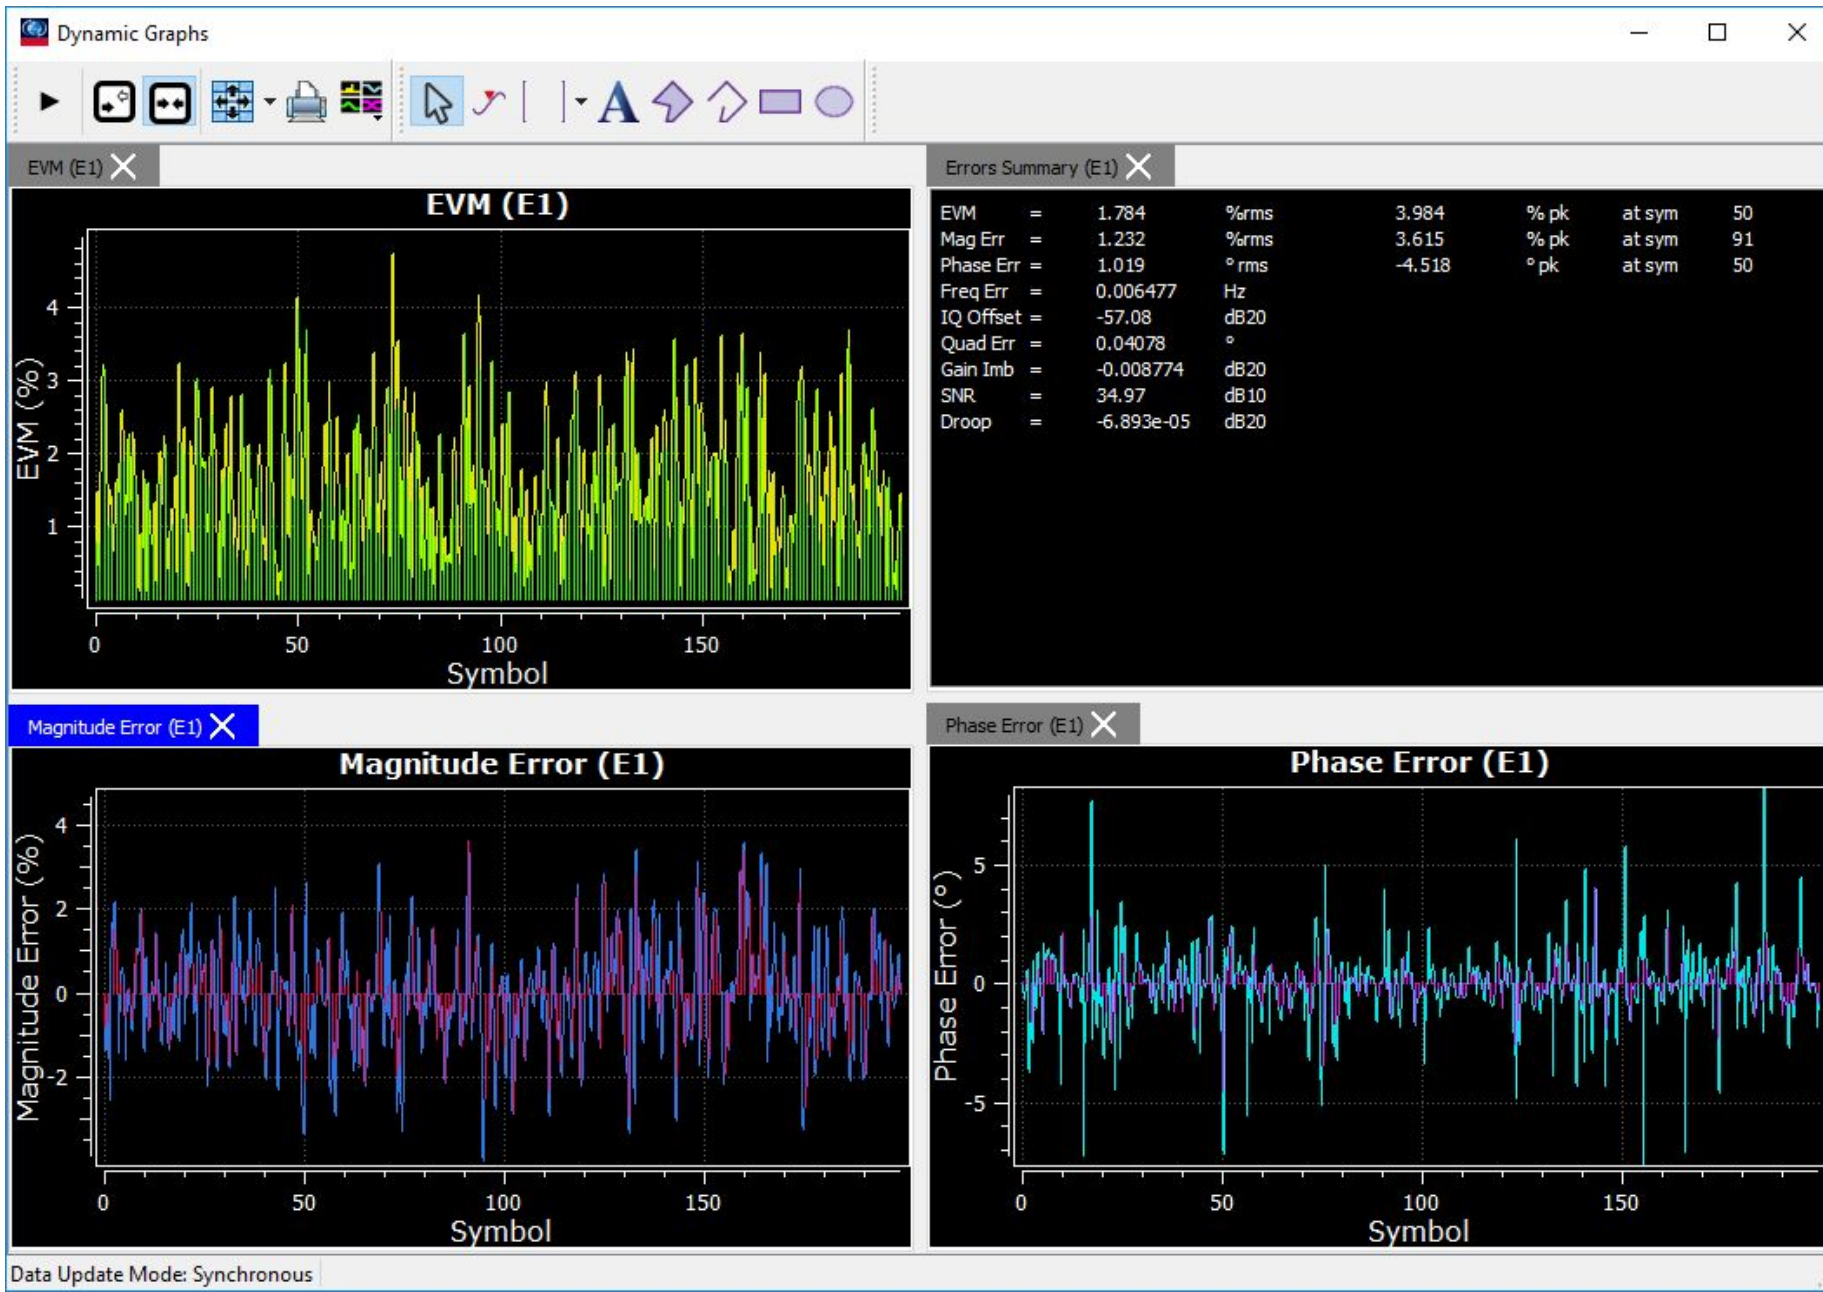 Dynamic Graphs
A
EVM (E1)
EVM (E1)
EVM (%)
4
3
2
1
0 50 100 150
Symbol
Errors Summary (E1)
EVM = 1.784 %rms 3.984 % pk at sym 50
Mag Err = 1.232 %rms 3.615 % pk at sym 91
Phase Err = 1.019 ° rms -4.518 ° pk at sym 50
Freq Err = 0.006477 Hz
IQ Offset = -57.08 dB20
Quad Err = 0.04078 °
Gain Imb = -0.008774 dB20
SNR = 34.97 dB10
Droop = -6.893e-05 dB20
Magnitude Error (E1)
Magnitude Error (E1)
Magnitude Error (%)
4
2
0
-2
0 50 100 150
Symbol
Phase Error (E1)
Phase Error (E1)
Phase Error (°)
5
0
-5
0 50 100 150
Symbol
Data Update Mode: Synchronous